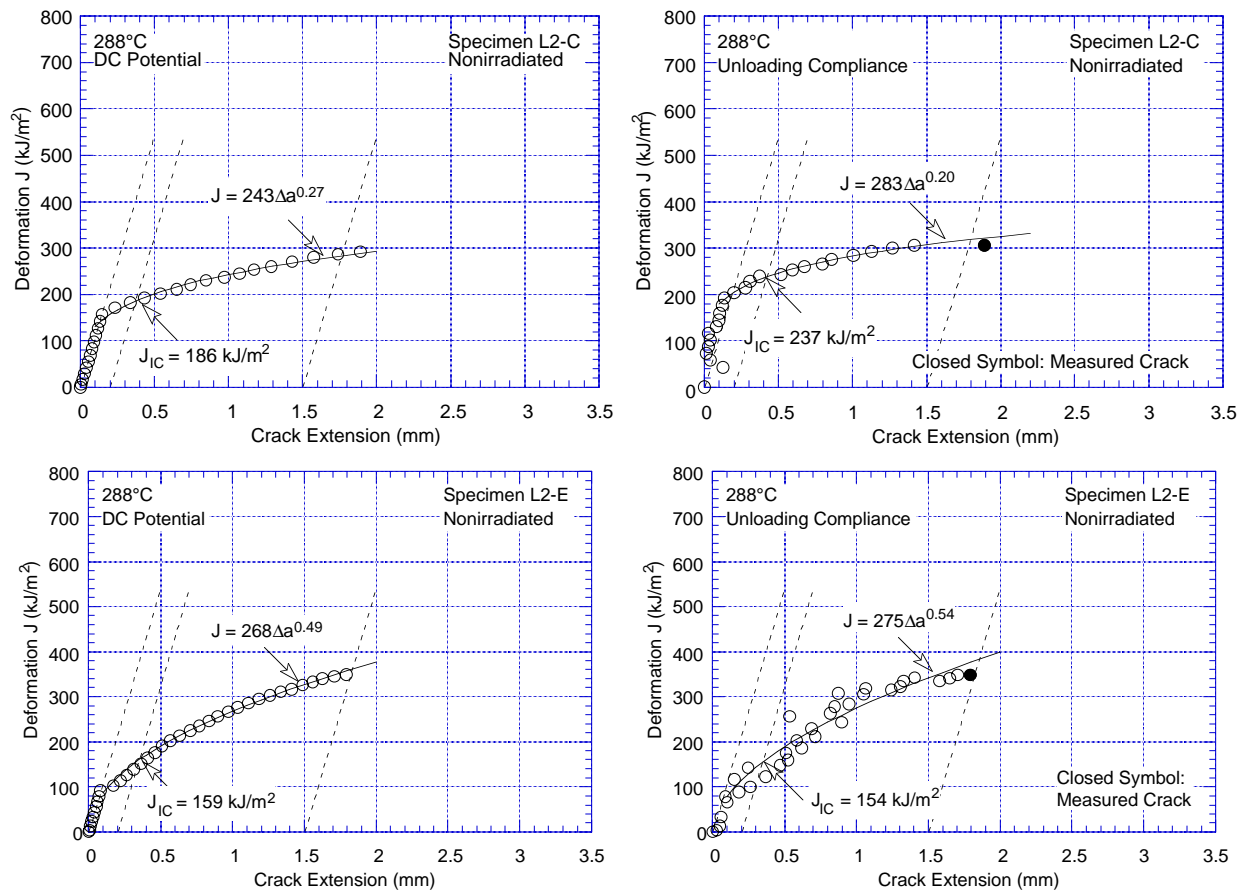 800
700
600
500
400
300
200
100
0
Deformation J (kJ/m²)
288°C
DC Potential
Specimen L2-C
Nonirradiated
J = 243Δa^0.27
J_IC = 186 kJ/m²
0 0.5 1 1.5 2 2.5 3 3.5
Crack Extension (mm)
800
700
600
500
400
300
200
100
0
Deformation J (kJ/m²)
288°C
Unloading Compliance
Specimen L2-C
Nonirradiated
J = 283Δa^0.20
J_IC = 237 kJ/m²
Closed Symbol: Measured Crack
0 0.5 1 1.5 2 2.5 3 3.5
Crack Extension (mm)
800
700
600
500
400
300
200
100
0
Deformation J (kJ/m²)
288°C
DC Potential
Specimen L2-E
Nonirradiated
J = 268Δa^0.49
J_IC = 159 kJ/m²
0 0.5 1 1.5 2 2.5 3 3.5
Crack Extension (mm)
800
700
600
500
400
300
200
100
0
Deformation J (kJ/m²)
288°C
Unloading Compliance
Specimen L2-E
Nonirradiated
J = 275Δa^0.54
J_IC = 154 kJ/m²
Closed Symbol:
Measured Crack
0 0.5 1 1.5 2 2.5 3 3.5
Crack Extension (mm)